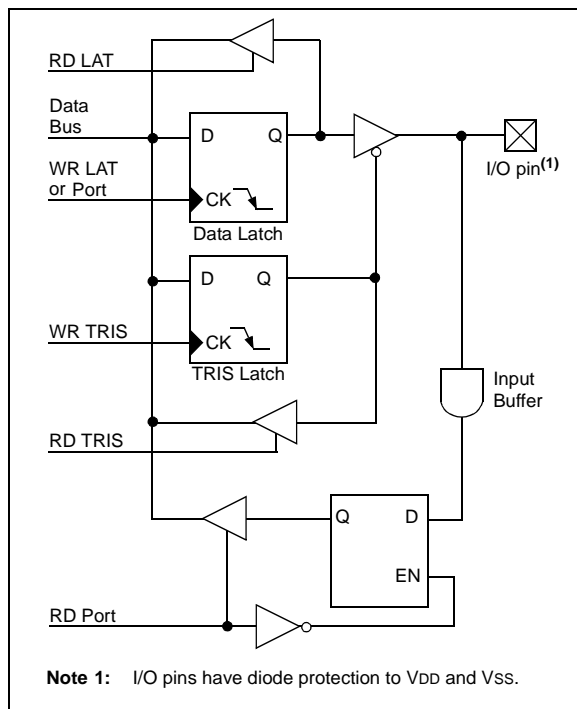 RD LAT
Data
Bus
D Q
WR LAT
or Port
CK
I/O pin(1)
Data Latch
D Q
WR TRIS
CK
TRIS Latch
Input
Buffer
RD TRIS
Q D
EN
RD Port
Note 1: I/O pins have diode protection to VDD and VSS.